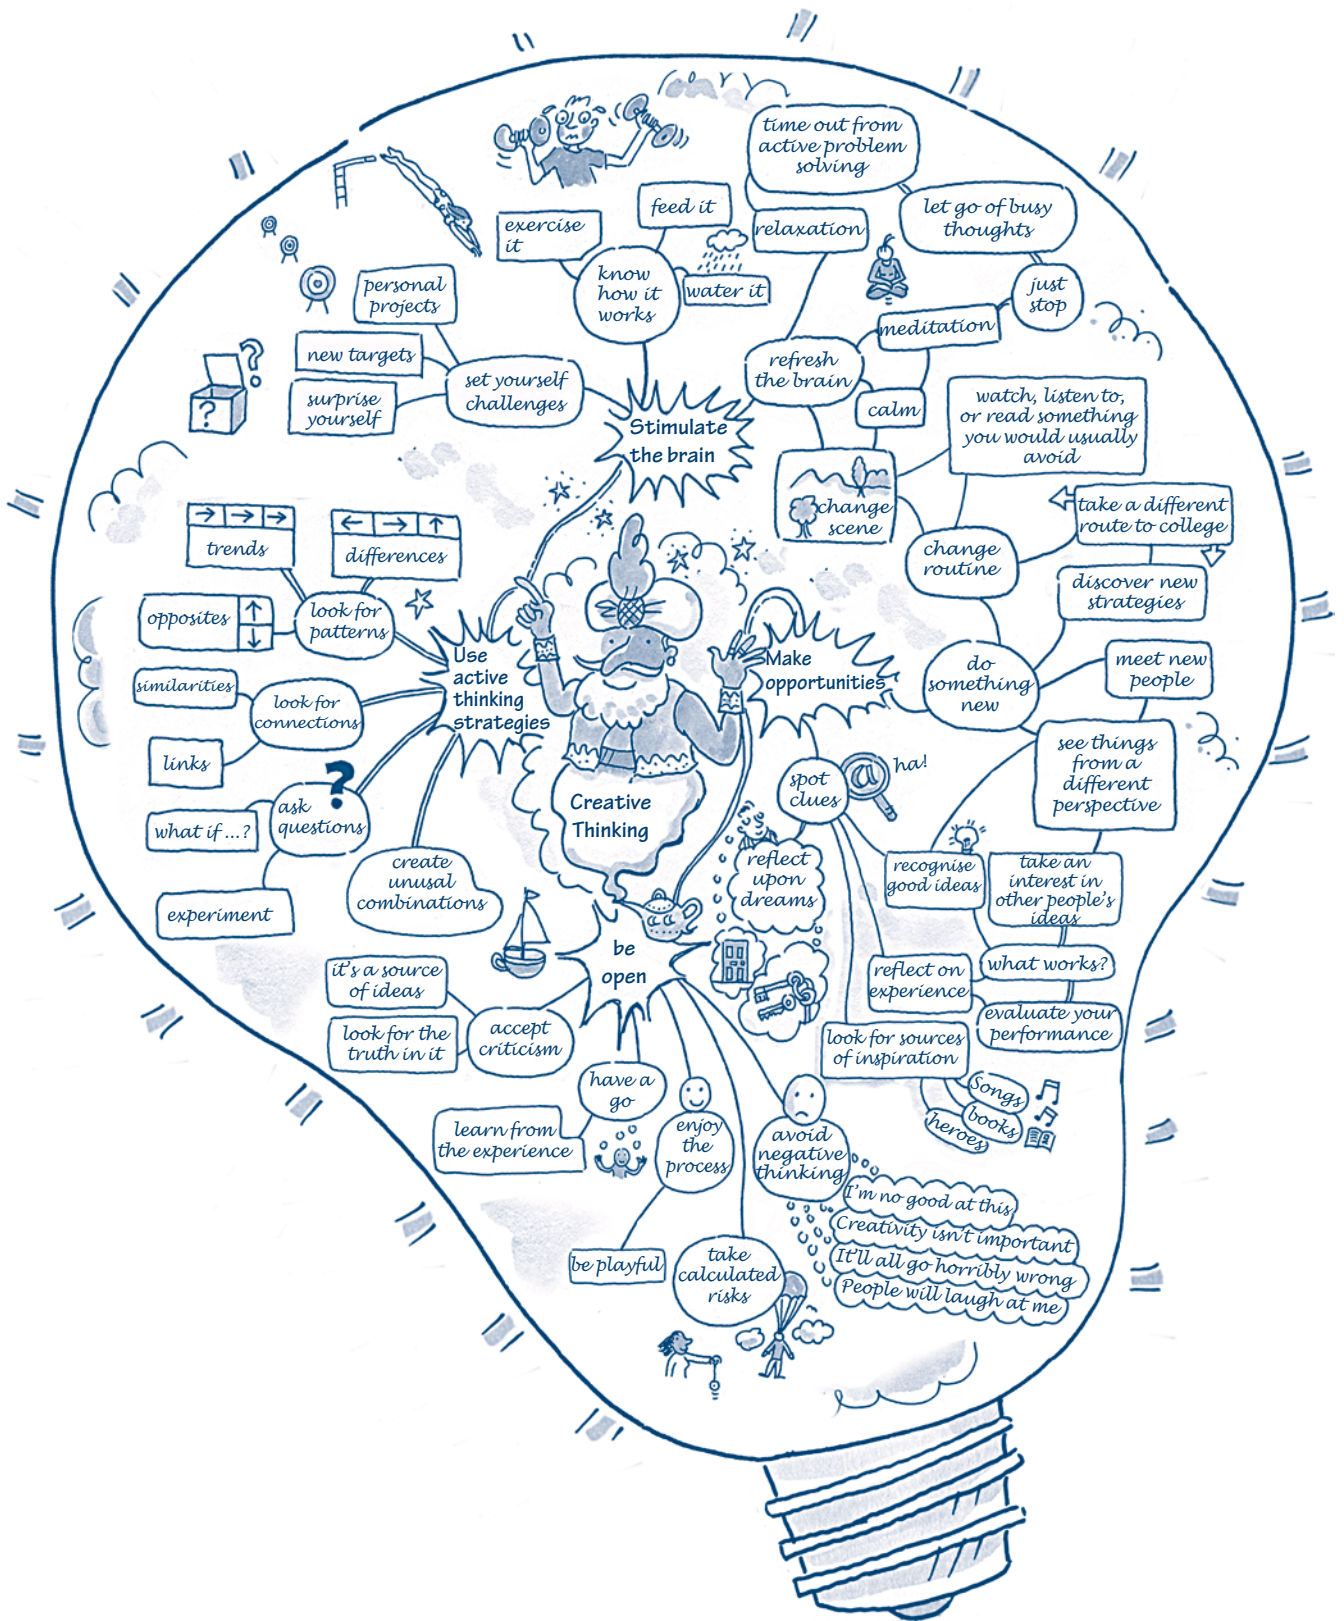 time out from
active problem
solving
feed it
exercise
it
relaxation
let go of busy
thoughts
know
how it
works
water it
personal
projects
just
stop
meditation
new targets
set yourself
challenges
surprise
yourself
refresh
the brain
calm
watch, listen to,
or read something
you would usually
avoid
Stimulate
the brain
?
?
change
scene
take a different
route to college
trends
differences
change
routine
discover new
strategies
opposites
look for
patterns
Use
active
thinking
strategies
Make
opportunities
do
something
new
meet new
people
similarities
look for
connections
links
see things
from a
different
perspective
spot
clues
a
ha!
?
ask
questions
what if ...?
Creative
Thinking
create
unusal
combinations
experiment
reflect
upon
dreams
recognise
good ideas
take an
interest in
other people's
ideas
be
open
what works?
it's a source
of ideas
reflect on
experience
evaluate your
performance
look for the
truth in it
accept
criticism
look for sources
of inspiration
have a
go
Songs
books
heroes
learn from
the experience
enjoy
the
process
avoid
negative
thinking
I'm no good at this
Creativity isn't important
It'll all go horribly wrong
People will laugh at me
be playful
take
calculated
risks